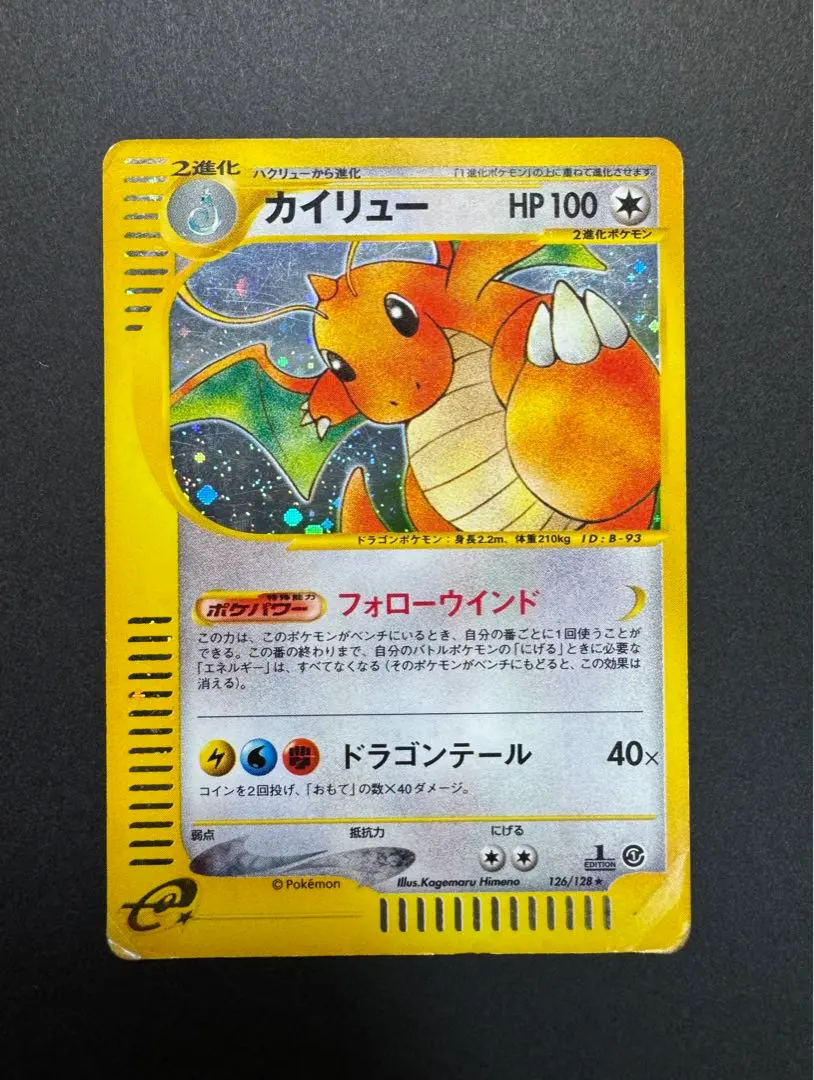 2進化
ハクリューから進化
「1進化ポケモン」の上に重ねて進化させます。
カイリュー
HP100
2進化ポケモン
ドラゴンポケモン：身長2.2m、体重210kg ID：B-93
ポケパワー
特殊能力
フォローウインド
この力は、このポケモンがベンチにいるとき、自分の番ごとに1回使うことが
できる。この番の終わりまで、自分のバトルポケモンの「にげる」ときに必要な
「エネルギー」は、すべてなくなる（そのポケモンがベンチにもどると、この効果は
消える）。
ドラゴンテール
40×
コインを2回投げ、「おもて」の数×40ダメージ。
弱点
抵抗力
にげる
1
EDITION
© Pokémon
Illus.Kagemaru Himeno
126/128★
e